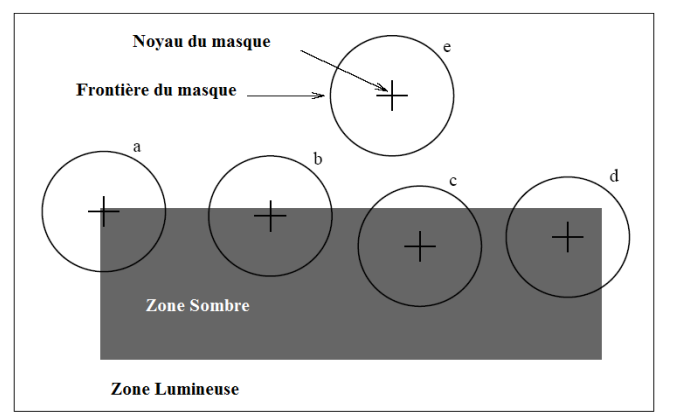 Noyau du masque
e
Frontière du masque
a
b
c
d
Zone Sombre
Zone Lumineuse